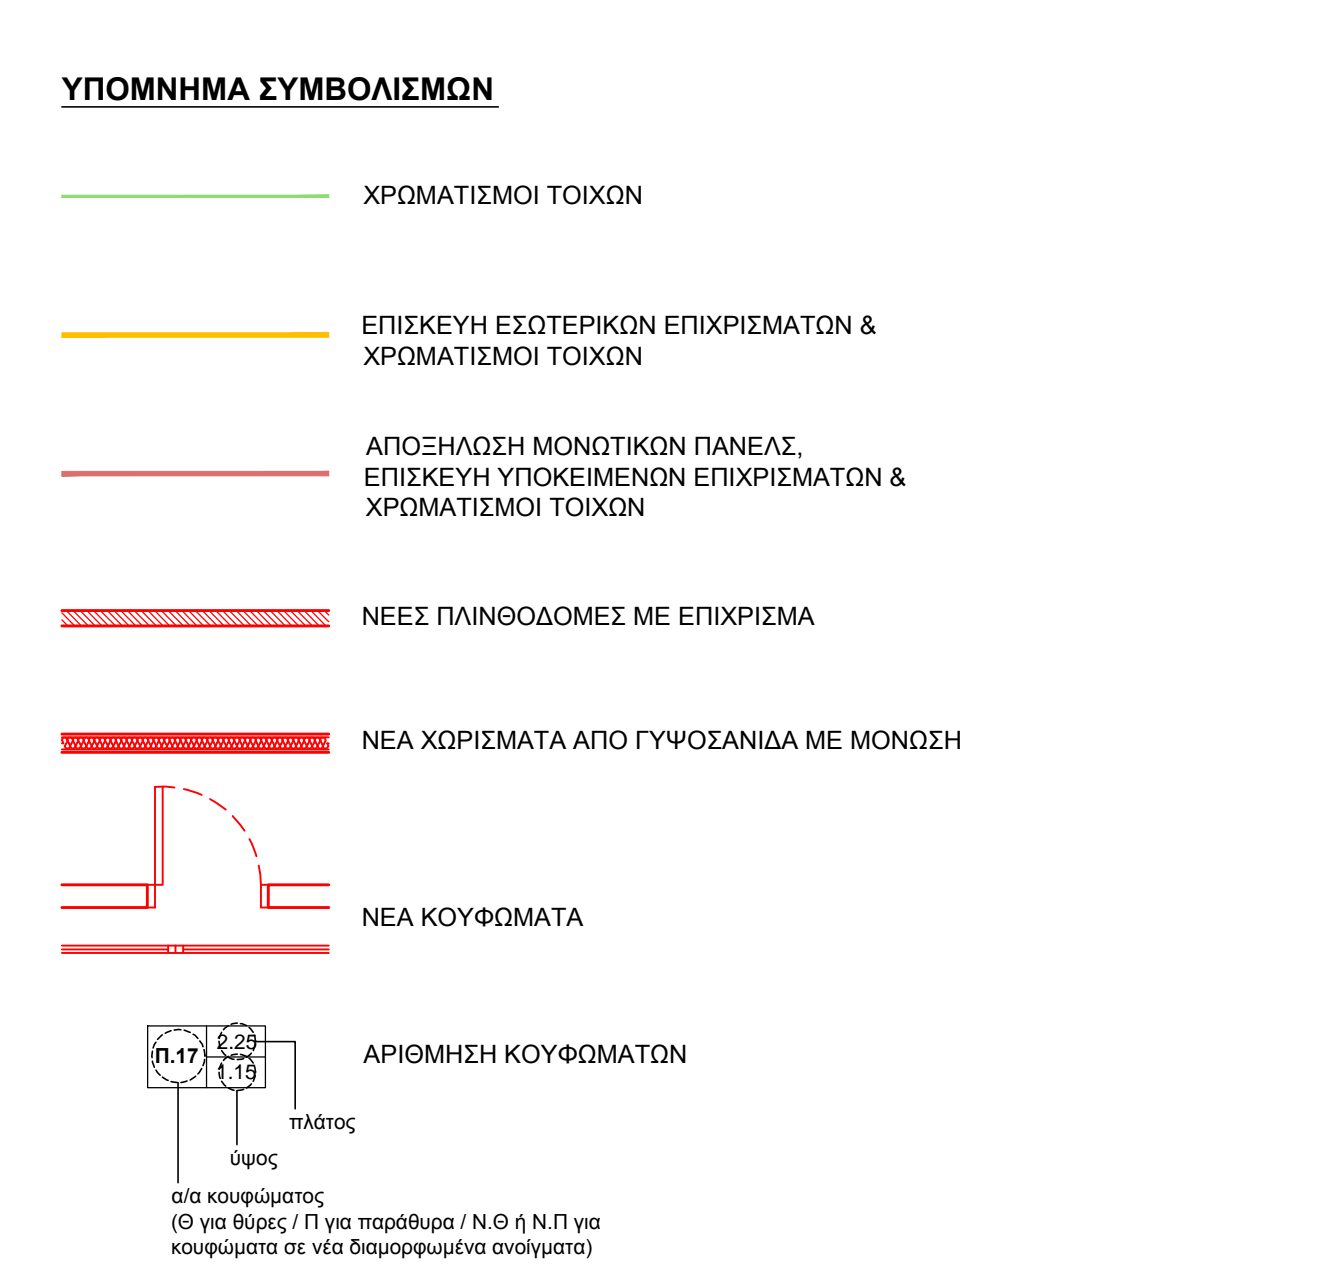 ΥΠΟΜΝΗΜΑ ΣΥΜΒΟΛΙΣΜΩΝ
ΧΡΩΜΑΤΙΣΜΟΙ ΤΟΙΧΩΝ
ΕΠΙΣΚΕΥΗ ΕΣΩΤΕΡΙΚΩΝ ΕΠΙΧΡΙΣΜΑΤΩΝ &
ΧΡΩΜΑΤΙΣΜΟΙ ΤΟΙΧΩΝ
ΑΠΟΞΗΛΩΣΗ ΜΟΝΩΤΙΚΩΝ ΠΑΝΕΛΣ,
ΕΠΙΣΚΕΥΗ ΥΠΟΚΕΙΜΕΝΩΝ ΕΠΙΧΡΙΣΜΑΤΩΝ &
ΧΡΩΜΑΤΙΣΜΟΙ ΤΟΙΧΩΝ
ΝΕΕΣ ΠΛΙΝΘΟΔΟΜΕΣ ΜΕ ΕΠΙΧΡΙΣΜΑ
ΝΕΑ ΧΩΡΙΣΜΑΤΑ ΑΠΟ ΓΥΨΟΣΑΝΙΔΑ ΜΕ ΜΟΝΩΣΗ
ΝΕΑ ΚΟΥΦΩΜΑΤΑ
Π.17
2.25
1.15
ΑΡΙΘΜΗΣΗ ΚΟΥΦΩΜΑΤΩΝ
πλάτος
ύψος
α/α κουφώματος
(Θ για θύρες / Π για παράθυρα / Ν.Θ ή Ν.Π για
κουφώματα σε νέα διαμορφωμένα ανοίγματα)